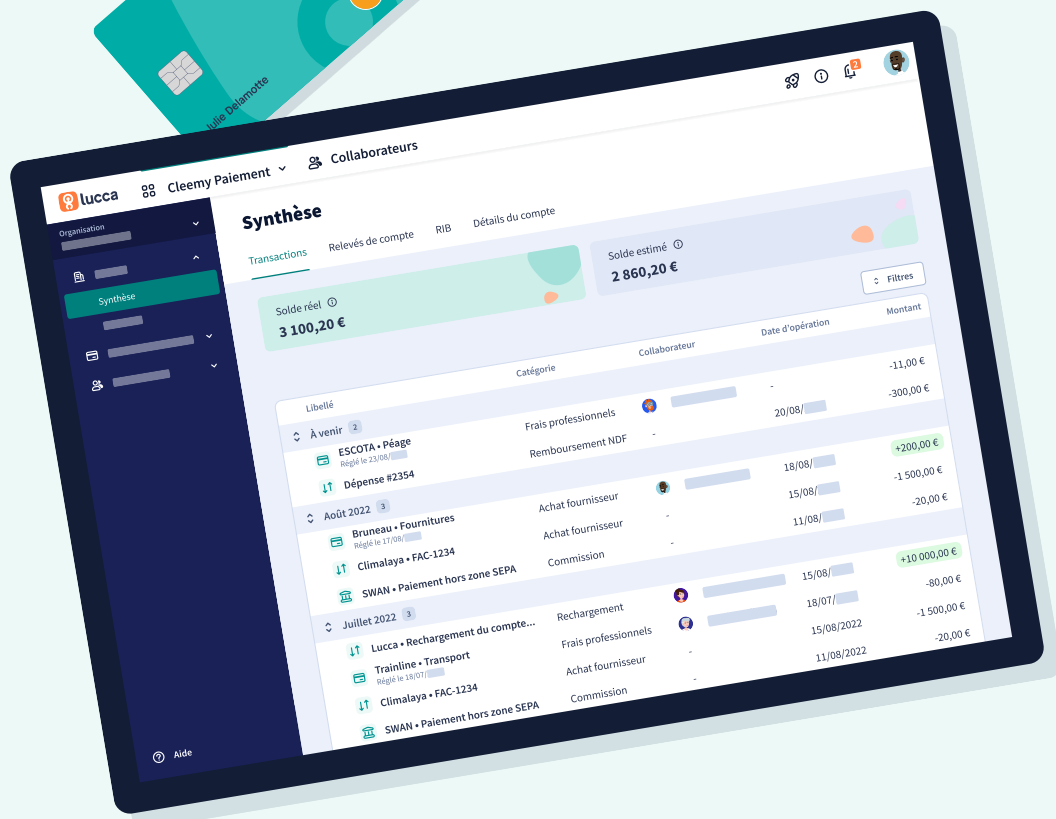 Julie Delamotte
lucca
Cleemy Paiement
Collaborateurs
2
Organisation
Synthèse
Aide
Synthèse
Transactions
Relevés de compte
RIB
Détails du compte
Solde réel
3 100,20 €
Solde estimé
2 860,20 €
Filtres
Libellé Catégorie Collaborateur Date d'opération Montant
À venir 2
ESCOTA • Péage Frais professionnels - -11,00 €
Réglé le 23/08/
Dépense #2354 Remboursement NDF - 20/08/ -300,00 €
Août 2022 3
Bruneau • Fournitures Achat fournisseur 18/08/ +200,00 €
Réglé le 17/08/
Climalaya • FAC-1234 Achat fournisseur - 15/08/ -1 500,00 €
SWAN • Paiement hors zone SEPA Commission - 11/08/ -20,00 €
Juillet 2022 3
Lucca • Rechargement du compte... Rechargement 15/08/ +10 000,00 €
Trainline • Transport Frais professionnels 18/07/ -80,00 €
Réglé le 18/07/
Climalaya • FAC-1234 Achat fournisseur - 15/08/2022 -1 500,00 €
SWAN • Paiement hors zone SEPA Commission - 11/08/2022 -20,00 €